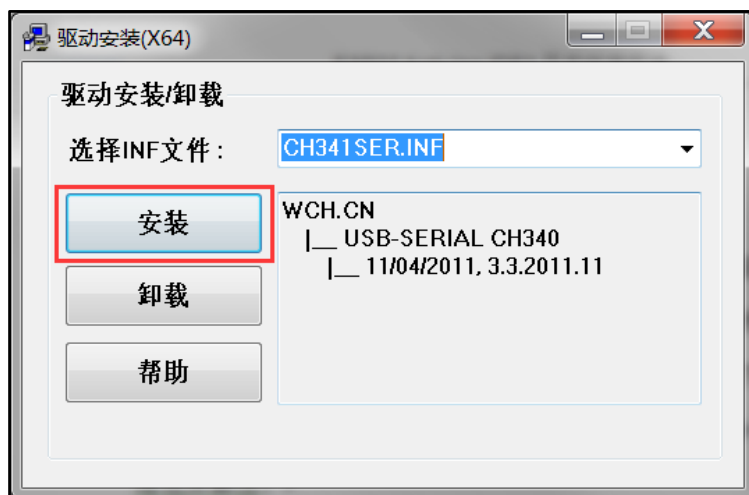 驱动安装(X64)
驱动安装/卸载
选择INF文件:
CH341SER.INF
安装
WCH.CN
|__ USB-SERIAL CH340
|__ 11/04/2011, 3.3.2011.11
卸载
帮助